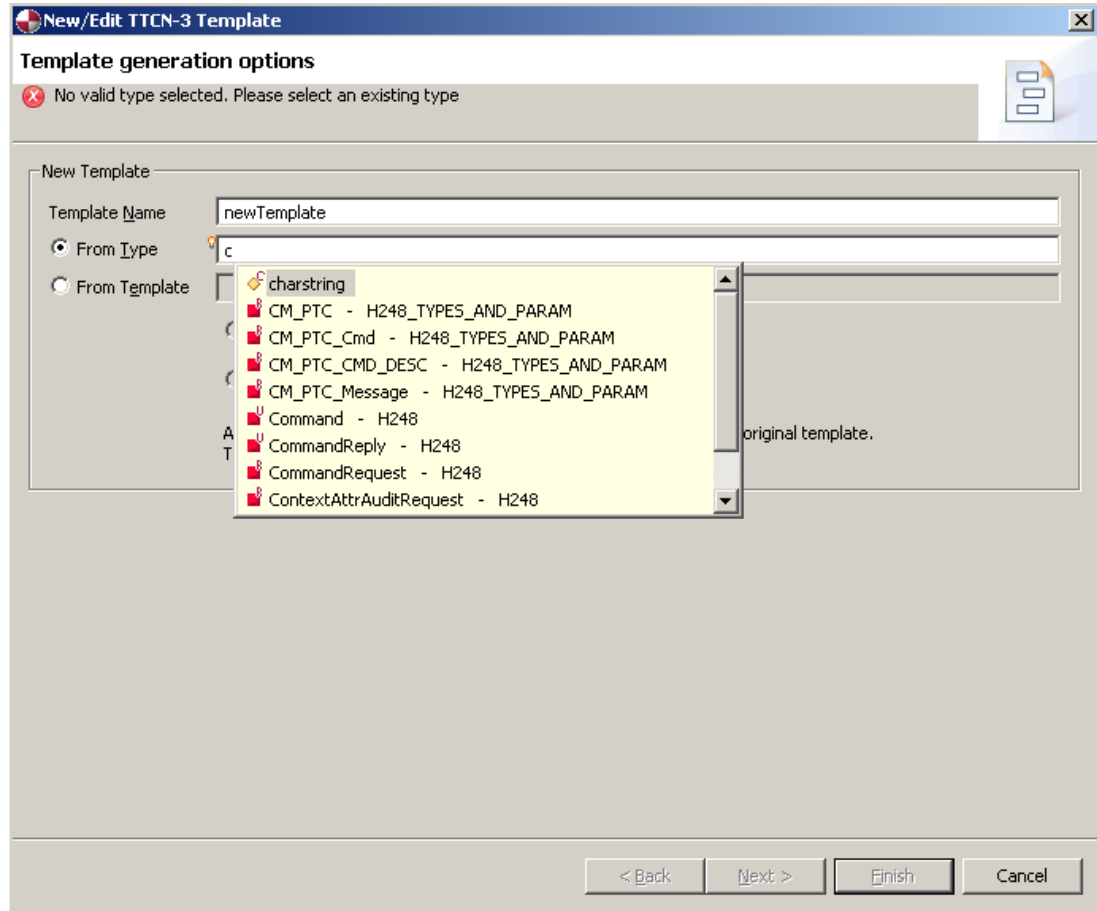 New/Edit TTCN-3 Template
Template generation options
No valid type selected. Please select an existing type
New Template
Template Name newTemplate
From Type c
From Template
charstring
CM_PTC - H248_TYPES_AND_PARAM
CM_PTC_Cmd - H248_TYPES_AND_PARAM
CM_PTC_CMD_DESC - H248_TYPES_AND_PARAM
CM_PTC_Message - H248_TYPES_AND_PARAM
Command - H248
CommandReply - H248
CommandRequest - H248
ContextAttrAuditRequest - H248
A original template.
T
< Back Next > Finish Cancel